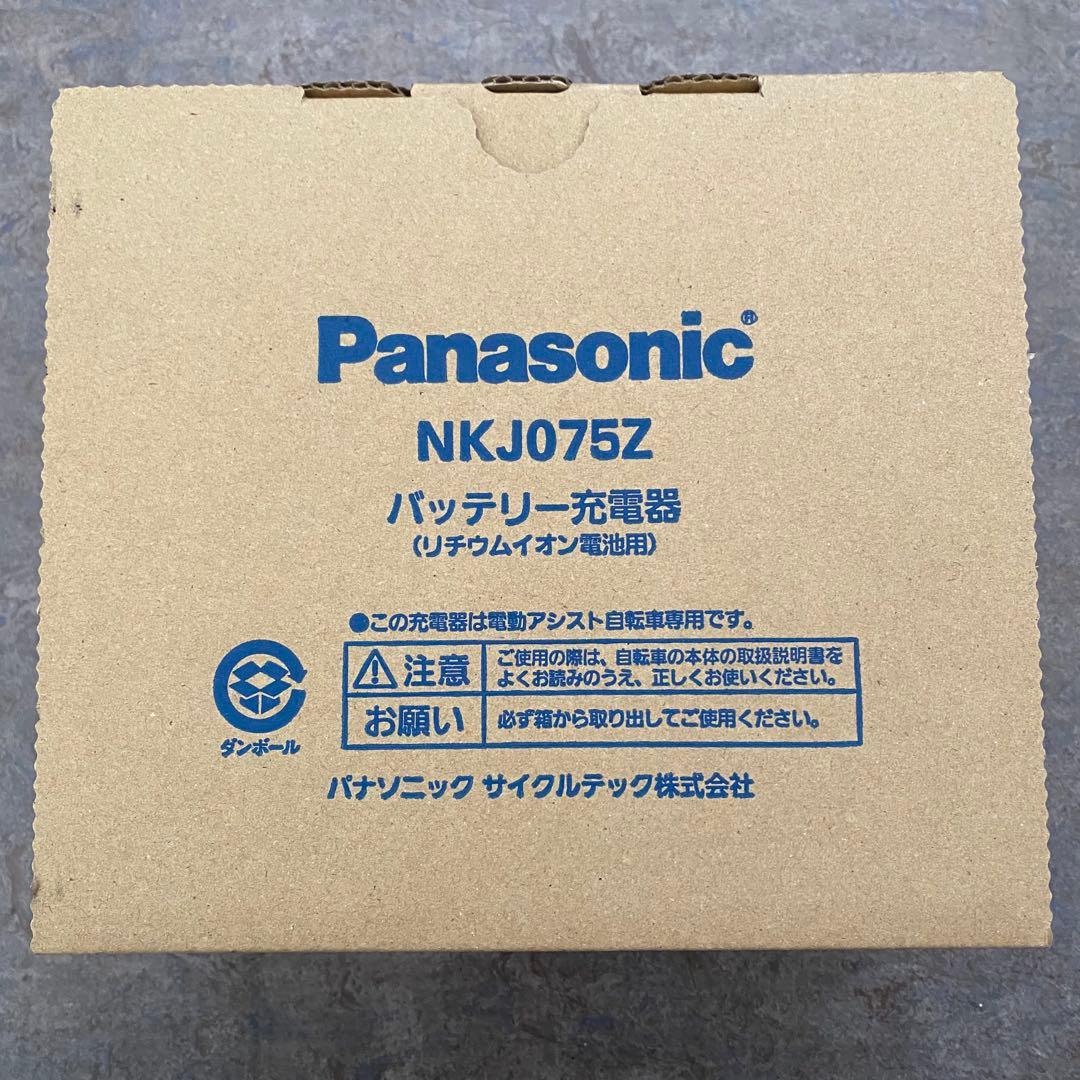 Panasonic®
NKJ075Z
バッテリー充電器
(リチウムイオン電池用)
●この充電器は電動アシスト自転車専用です。
注意
ご使用の際は、自転車の本体の取扱説明書を
よくお読みのうえ、正しくお使いください。
お願い
必ず箱から取り出してご使用ください。
ダンボール
パナソニック サイクルテック株式会社